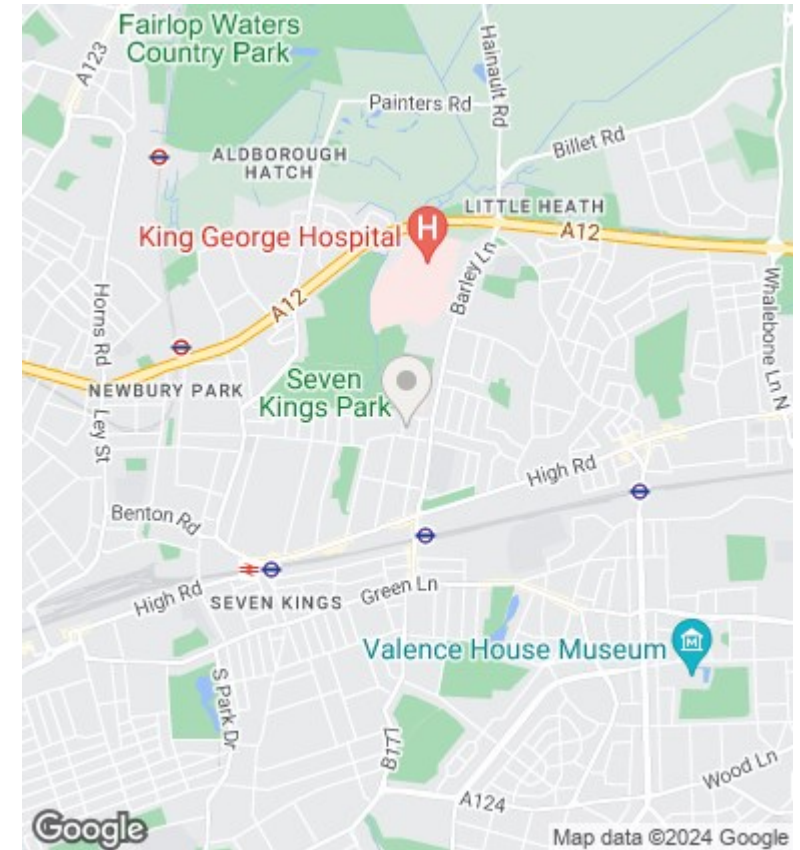 Fairlop Waters
Country Park
A123
Hainault Rd
Painters Rd
Billet Rd
ALDBOROUGH
HATCH
LITTLE HEATH
King George Hospital
H
A12
Barley Ln
A12
Horns Rd
Whalebone Ln N
Seven
Kings Park
NEWBURY PARK
Ley St
High Rd
Benton Rd
High Rd
SEVEN KINGS
Green Ln
Valence House Museum
M
S Park Dr
B177
Wood Ln
A124
Google
Map data ©2024 Google